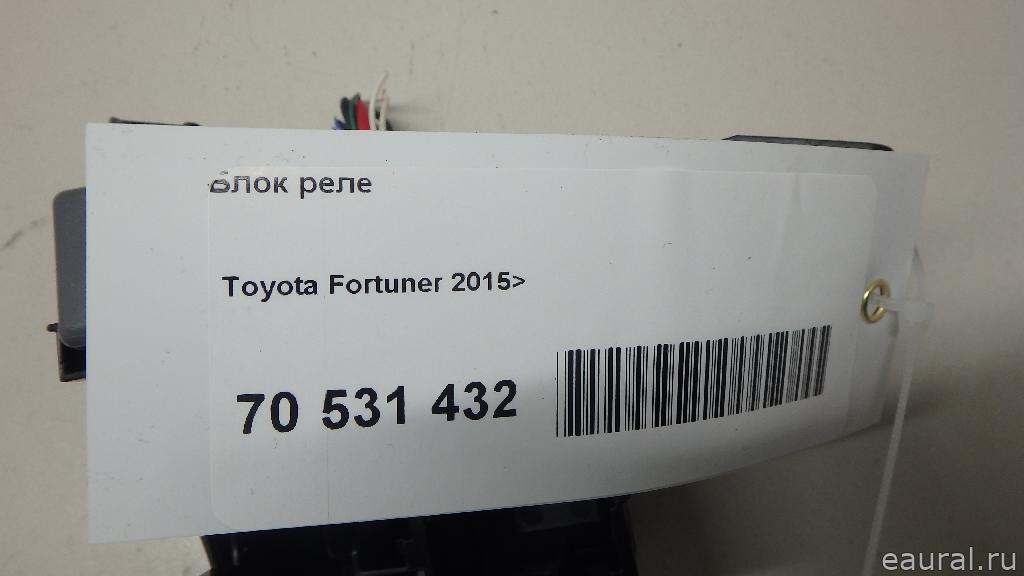 Блок реле
Toyota Fortuner 2015>
70 531 432
eaural.ru